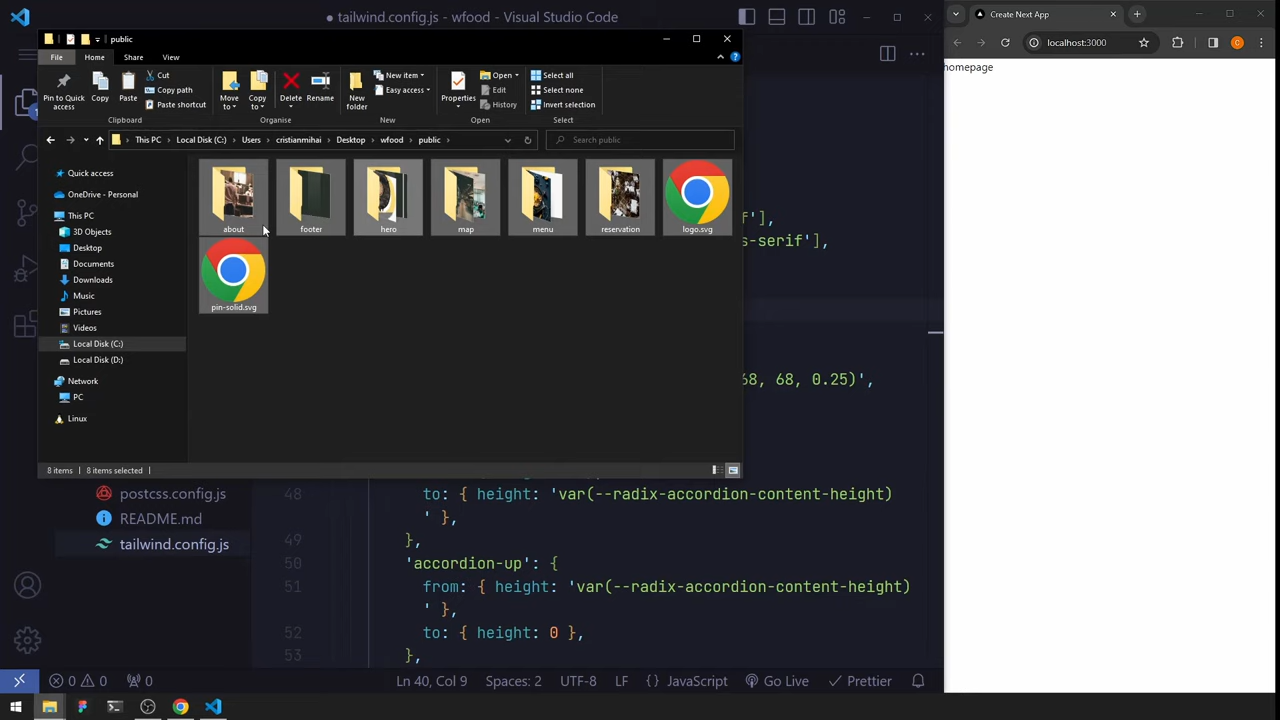 tailwind.config.js - wfood - Visual Studio Code
public
File
Home
Share
View
Pin to Quick access
Copy
Paste
Cut
Copy path
Paste shortcut
Clipboard
Move to
Copy to
Delete
Rename
Organise
New folder
New item
Easy access
New
Properties
Open
Edit
History
Open
Select all
Select none
Invert selection
Select
This PC
Local Disk (C:)
Users
cristianmihai
Desktop
wfood
public
Search public
Quick access
OneDrive - Personal
This PC
3D Objects
Desktop
Documents
Downloads
Music
Pictures
Videos
Local Disk (C:)
Local Disk (D:)
Network
PC
Linux
about
footer
hero
map
menu
reservation
logo.svg
pin-solid.svg
8 items
8 items selected
f'],
s-serif'],
68, 68, 0.25)',
postcss.config.js
README.md
tailwind.config.js
48 to: { height: 'var(--radix-accordion-content-height)
' },
49 },
50 'accordion-up': {
51 from: { height: 'var(--radix-accordion-content-height)
' },
52 to: { height: 0 },
53 },
0
0
0
Ln 40, Col 9
Spaces: 2
UTF-8
LF
{ } JavaScript
Go Live
Prettier
Create Next App
localhost:3000
C
homepage